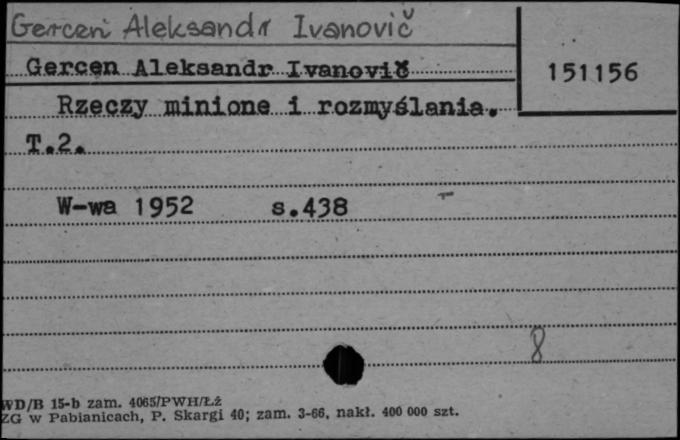 Gercen Aleksandr Ivanovič
Gercen Aleksandr Ivanovič
151156
Rzeczy minione i rozmyślania.
T.2.
W-wa 1952 s.438
8
WD/B 15-b zam. 4065/PWH/Łż
ZG w Pabianicach, P. Skargi 40; zam. 3-66, nakł. 400 000 szt.